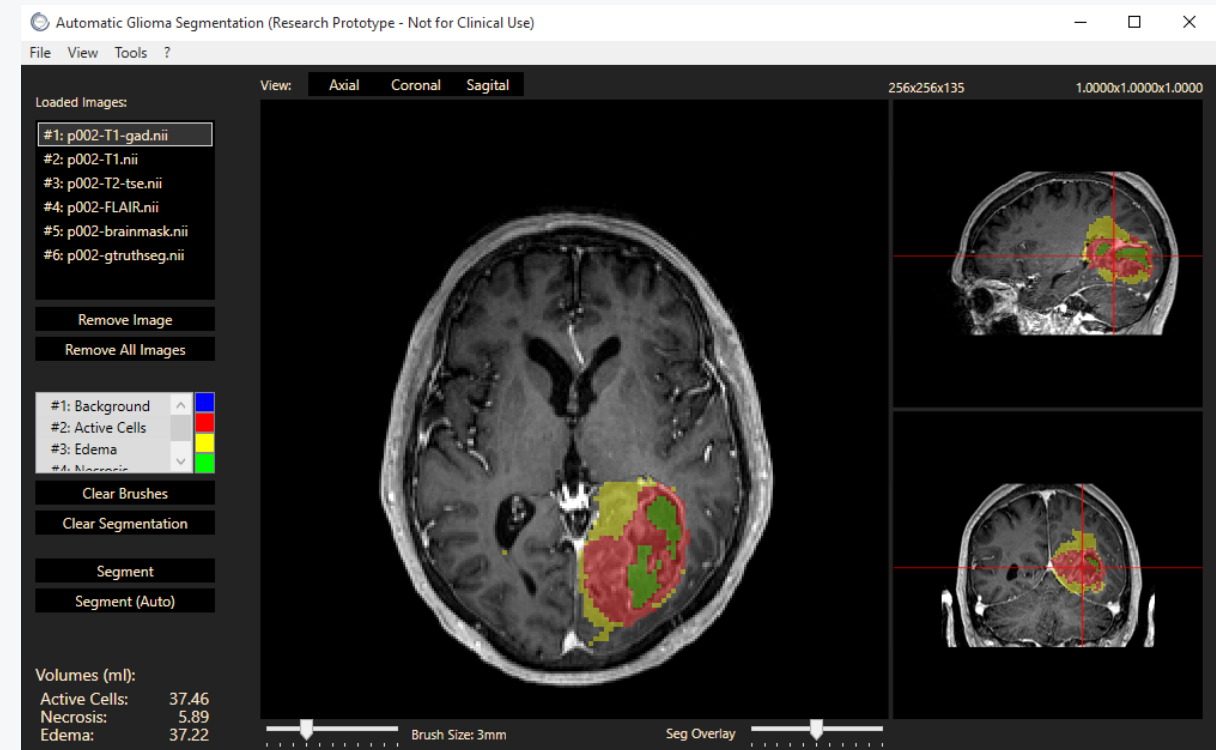 Automatic Glioma Segmentation (Research Prototype - Not for Clinical Use)
File View Tools ?
View: Axial Coronal Sagital
256x256x135 1.0000x1.0000x1.0000
Loaded Images:
#1: p002-T1-gad.nii
#2: p002-T1.nii
#3: p002-T2-tse.nii
#4: p002-FLAIR.nii
#5: p002-brainmask.nii
#6: p002-gtruthseg.nii
Remove Image
Remove All Images
#1: Background
#2: Active Cells
#3: Edema
#4: Necrosis
Clear Brushes
Clear Segmentation
Segment
Segment (Auto)
Volumes (ml):
Active Cells: 37.46
Necrosis: 5.89
Edema: 37.22
Brush Size: 3mm
Seg Overlay